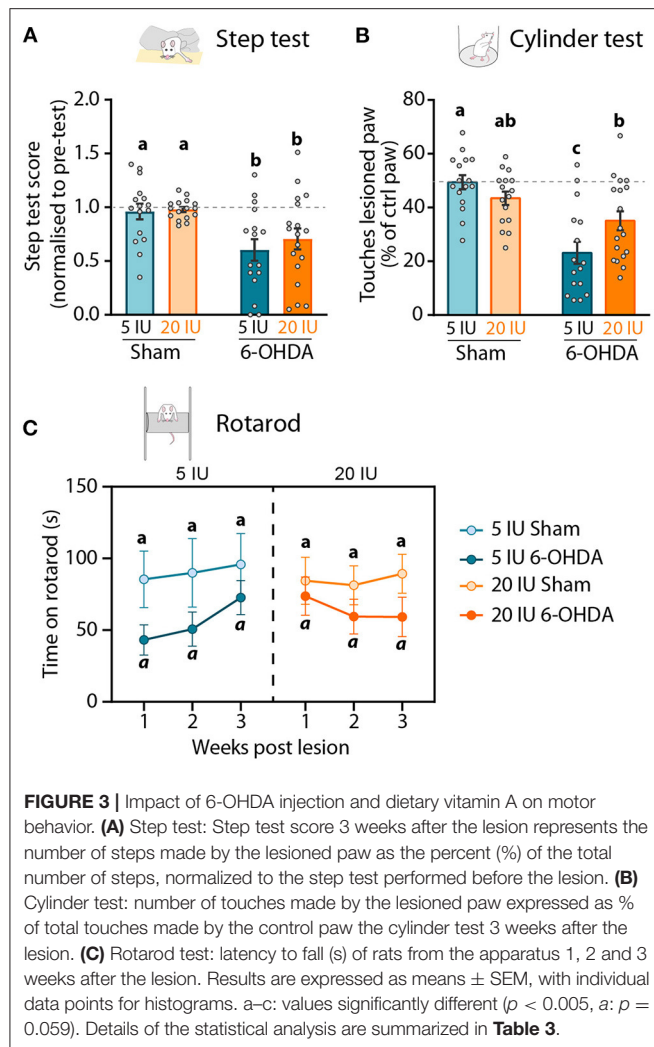 A
Step test
Step test score
(normalised to pre-test)
2.0
1.5
1.0
0.5
0.0
a
a
b
b
5 IU
20 IU
5 IU
20 IU
Sham
6-OHDA
B
Cylinder test
Touches lesioned paw
(% of ctrl paw)
80
60
40
20
0
a
ab
c
b
5 IU
20 IU
5 IU
20 IU
Sham
6-OHDA
C
Rotarod
5 IU
20 IU
Time on rotarod (s)
150
100
50
0
a
a
a
a
a
a
a
a
a
a
a
a
1
2
3
1
2
3
Weeks post lesion
5 IU Sham
5 IU 6-OHDA
20 IU Sham
20 IU 6-OHDA
FIGURE 3 | Impact of 6-OHDA injection and dietary vitamin A on motor
behavior. (A) Step test: Step test score 3 weeks after the lesion represents the
number of steps made by the lesioned paw as the percent (%) of the total
number of steps, normalized to the step test performed before the lesion. (B)
Cylinder test: number of touches made by the lesioned paw expressed as %
of total touches made by the control paw the cylinder test 3 weeks after the
lesion. (C) Rotarod test: latency to fall (s) of rats from the apparatus 1, 2 and 3
weeks after the lesion. Results are expressed as means ± SEM, with individual
data points for histograms. a–c: values significantly different (p < 0.005, a: p =
0.059). Details of the statistical analysis are summarized in Table 3.